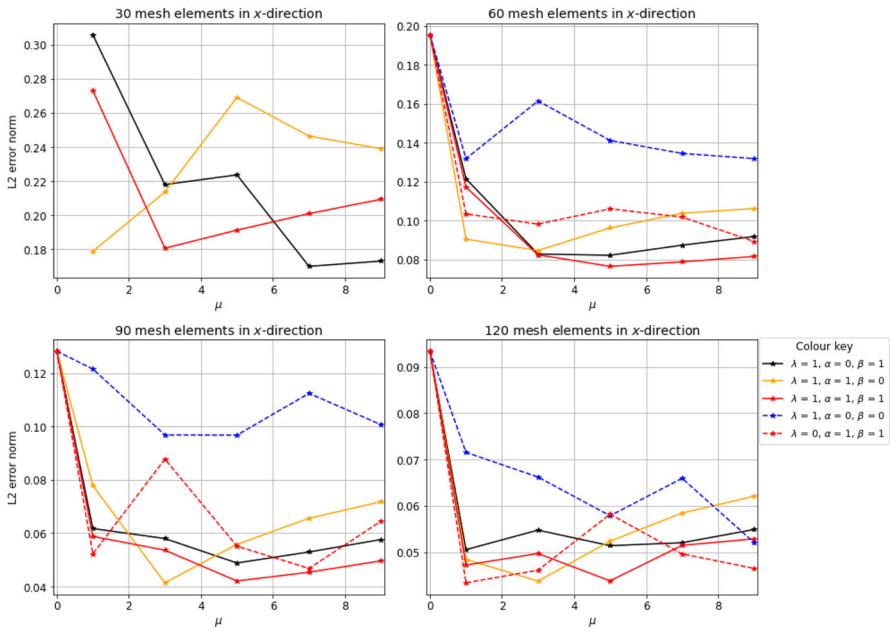 30 mesh elements in x-direction
0.30
0.28
0.26
0.24
0.22
0.20
0.18
L2 error norm
0 2 4 6 8
μ
60 mesh elements in x-direction
0.20
0.18
0.16
0.14
0.12
0.10
0.08
0 2 4 6 8
μ
90 mesh elements in x-direction
0.12
0.10
0.08
0.06
0.04
L2 error norm
0 2 4 6 8
μ
120 mesh elements in x-direction
0.09
0.08
0.07
0.06
0.05
0 2 4 6 8
μ
Colour key
λ = 1, α = 0, β = 1
λ = 1, α = 1, β = 0
λ = 1, α = 1, β = 1
λ = 1, α = 0, β = 0
λ = 0, α = 1, β = 1